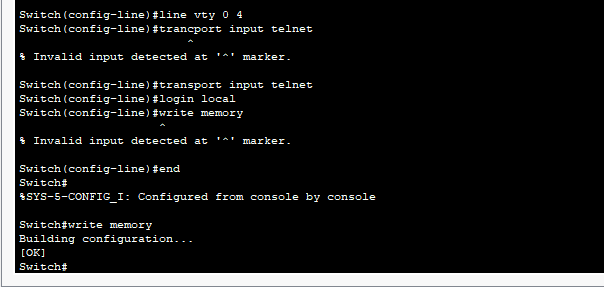 Switch(config-line)#line vty 0 4
Switch(config-line)#trancport input telnet
^
% Invalid input detected at '^' marker.
Switch(config-line)#transport input telnet
Switch(config-line)#login local
Switch(config-line)#write memory
^
% Invalid input detected at '^' marker.
Switch(config-line)#end
Switch#
%SYS-5-CONFIG_I: Configured from console by console
Switch#write memory
Building configuration...
[OK]
Switch#